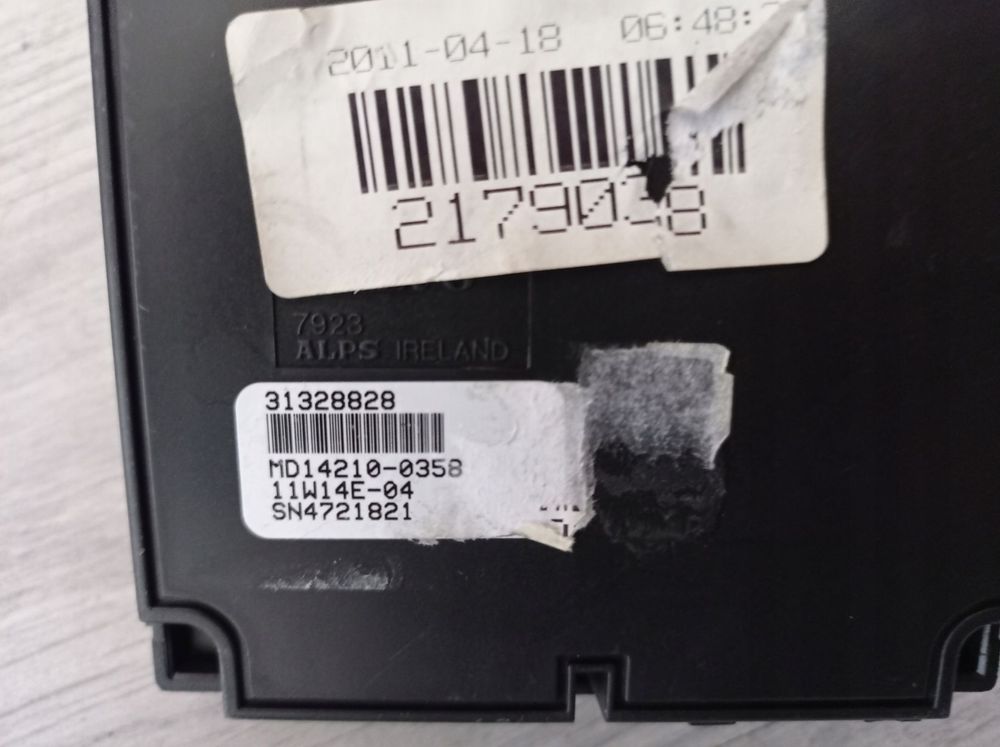 2011-04-18 06:48:
7923
ALPS IRELAND
31328828
MD14210-0358
11W14E-04
SN4721821